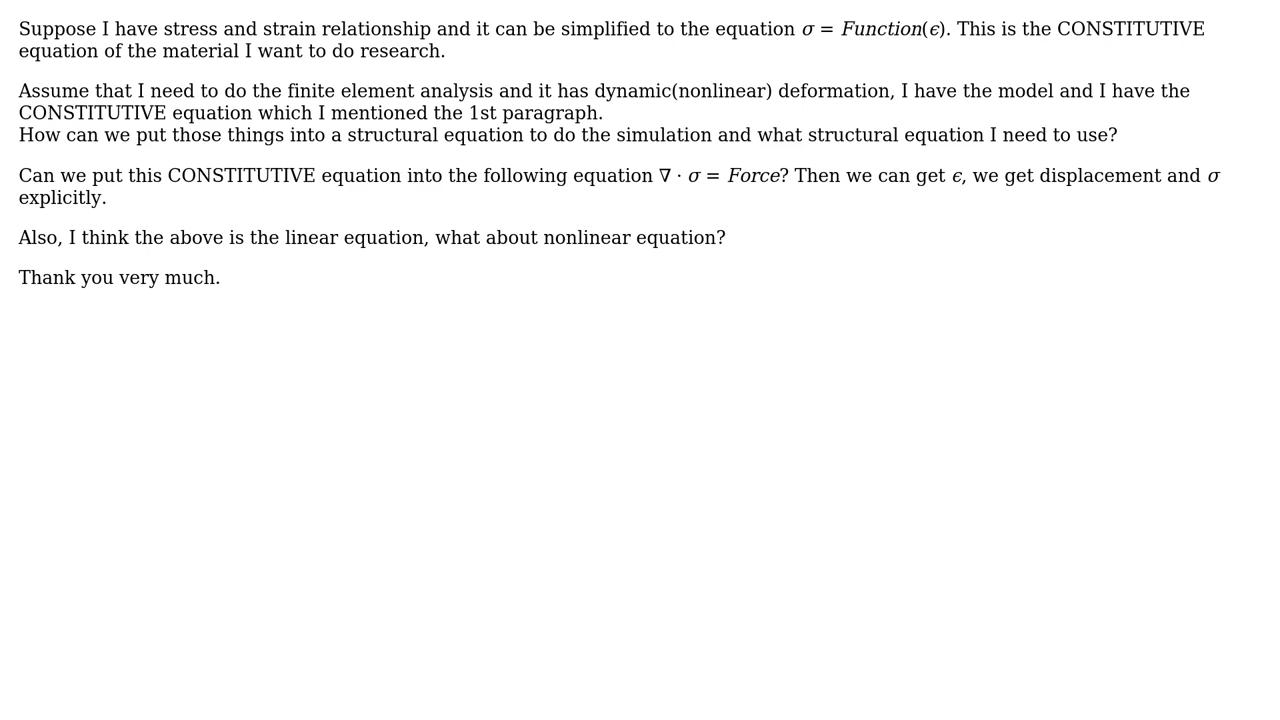 Suppose I have stress and strain relationship and it can be simplified to the equation σ = Function(ϵ). This is the CONSTITUTIVE
equation of the material I want to do research.
Assume that I need to do the finite element analysis and it has dynamic(nonlinear) deformation, I have the model and I have the
CONSTITUTIVE equation which I mentioned the 1st paragraph.
How can we put those things into a structural equation to do the simulation and what structural equation I need to use?
Can we put this CONSTITUTIVE equation into the following equation ∇ · σ = Force? Then we can get ϵ, we get displacement and σ
explicitly.
Also, I think the above is the linear equation, what about nonlinear equation?
Thank you very much.